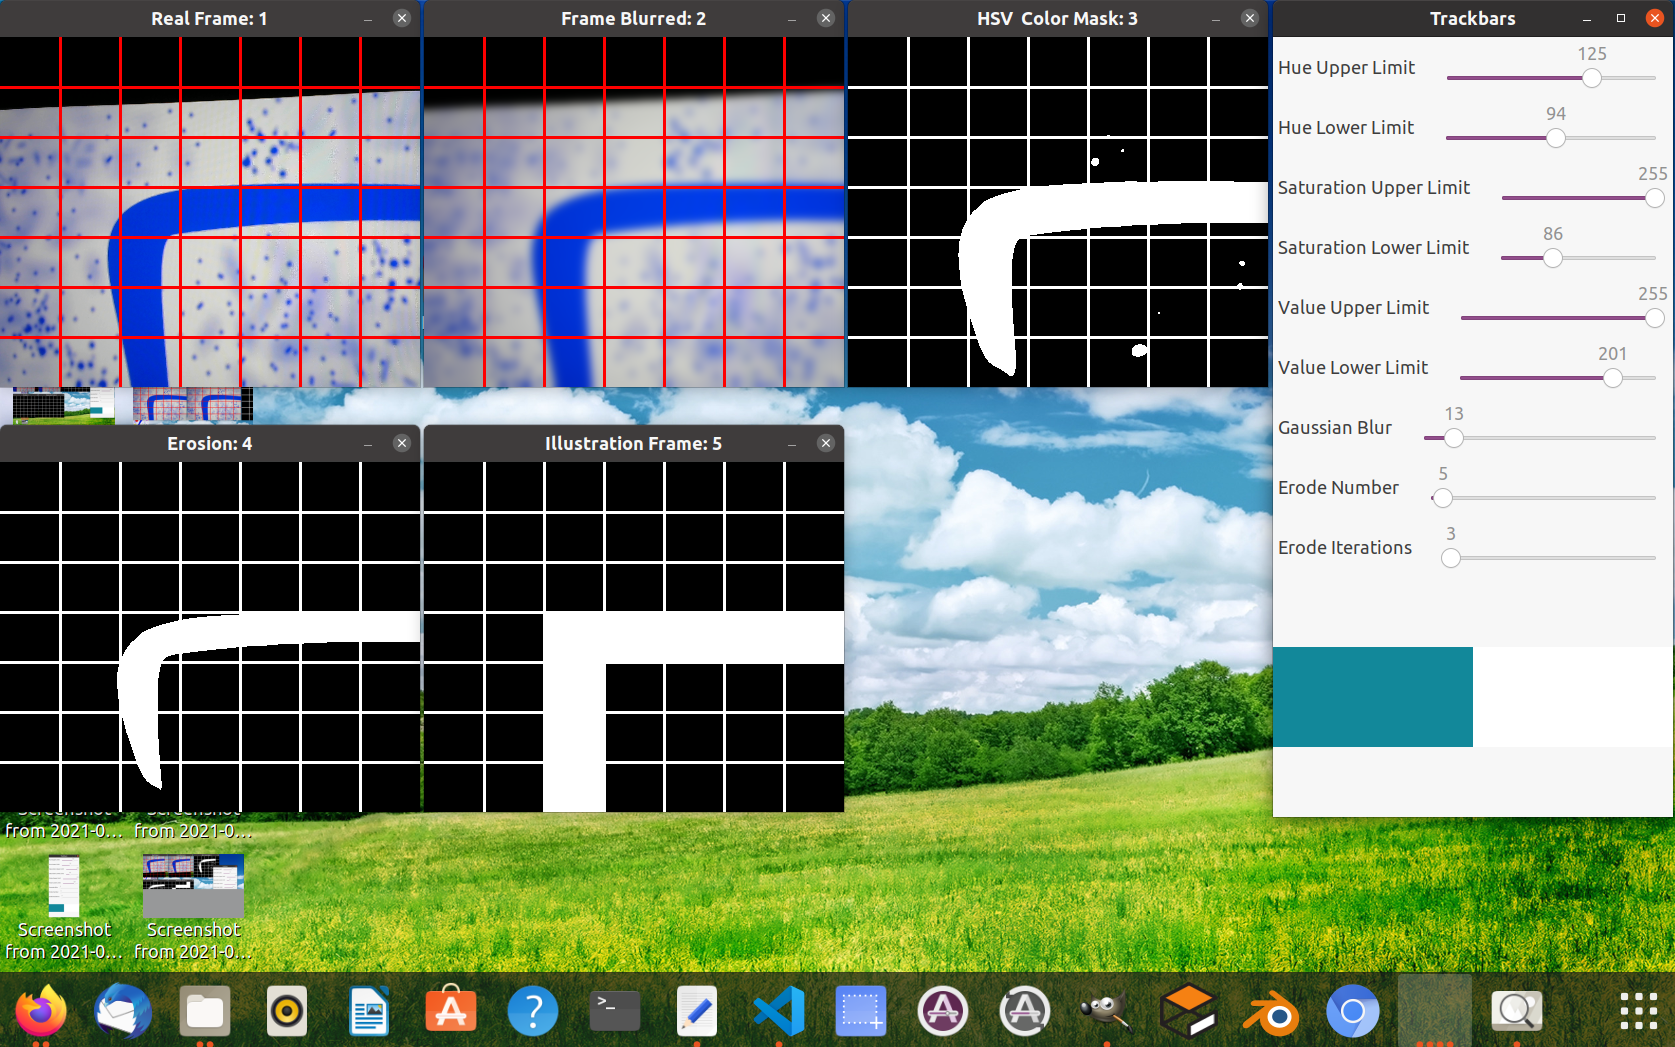 Real Frame: 1
Frame Blurred: 2
HSV  Color Mask: 3
Trackbars
Hue Upper Limit
125
Hue Lower Limit
94
Saturation Upper Limit
255
Saturation Lower Limit
86
Value Upper Limit
255
Value Lower Limit
201
Gaussian Blur
13
Erode Number
5
Erode Iterations
3
Erosion: 4
Illustration Frame: 5
Screenshot
from 2021-0...
Screenshot
from 2021-0...
Screenshot
from 2021-0...
Screenshot
from 2021-0...